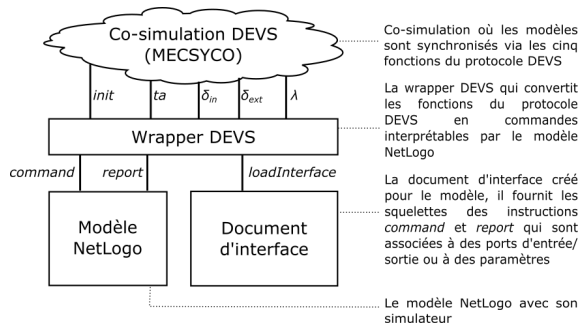 Co-simulation DEVS
(MECSYCO)
init
ta
δin
δext
λ
Wrapper DEVS
command
report
loadInterface
Modèle
NetLogo
Document
d'interface
Co-simulation où les modèles
sont synchronisés via les cinq
fonctions du protocole DEVS
La wrapper DEVS qui convertit
les fonctions du protocole
DEVS en commandes
interprétables par le modèle
NetLogo
La document d'interface créé
pour le modèle, il fournit les
squelettes des instructions
command et report qui sont
associées à des ports d'entrée/
sortie ou à des paramètres
Le modèle NetLogo avec son
simulateur